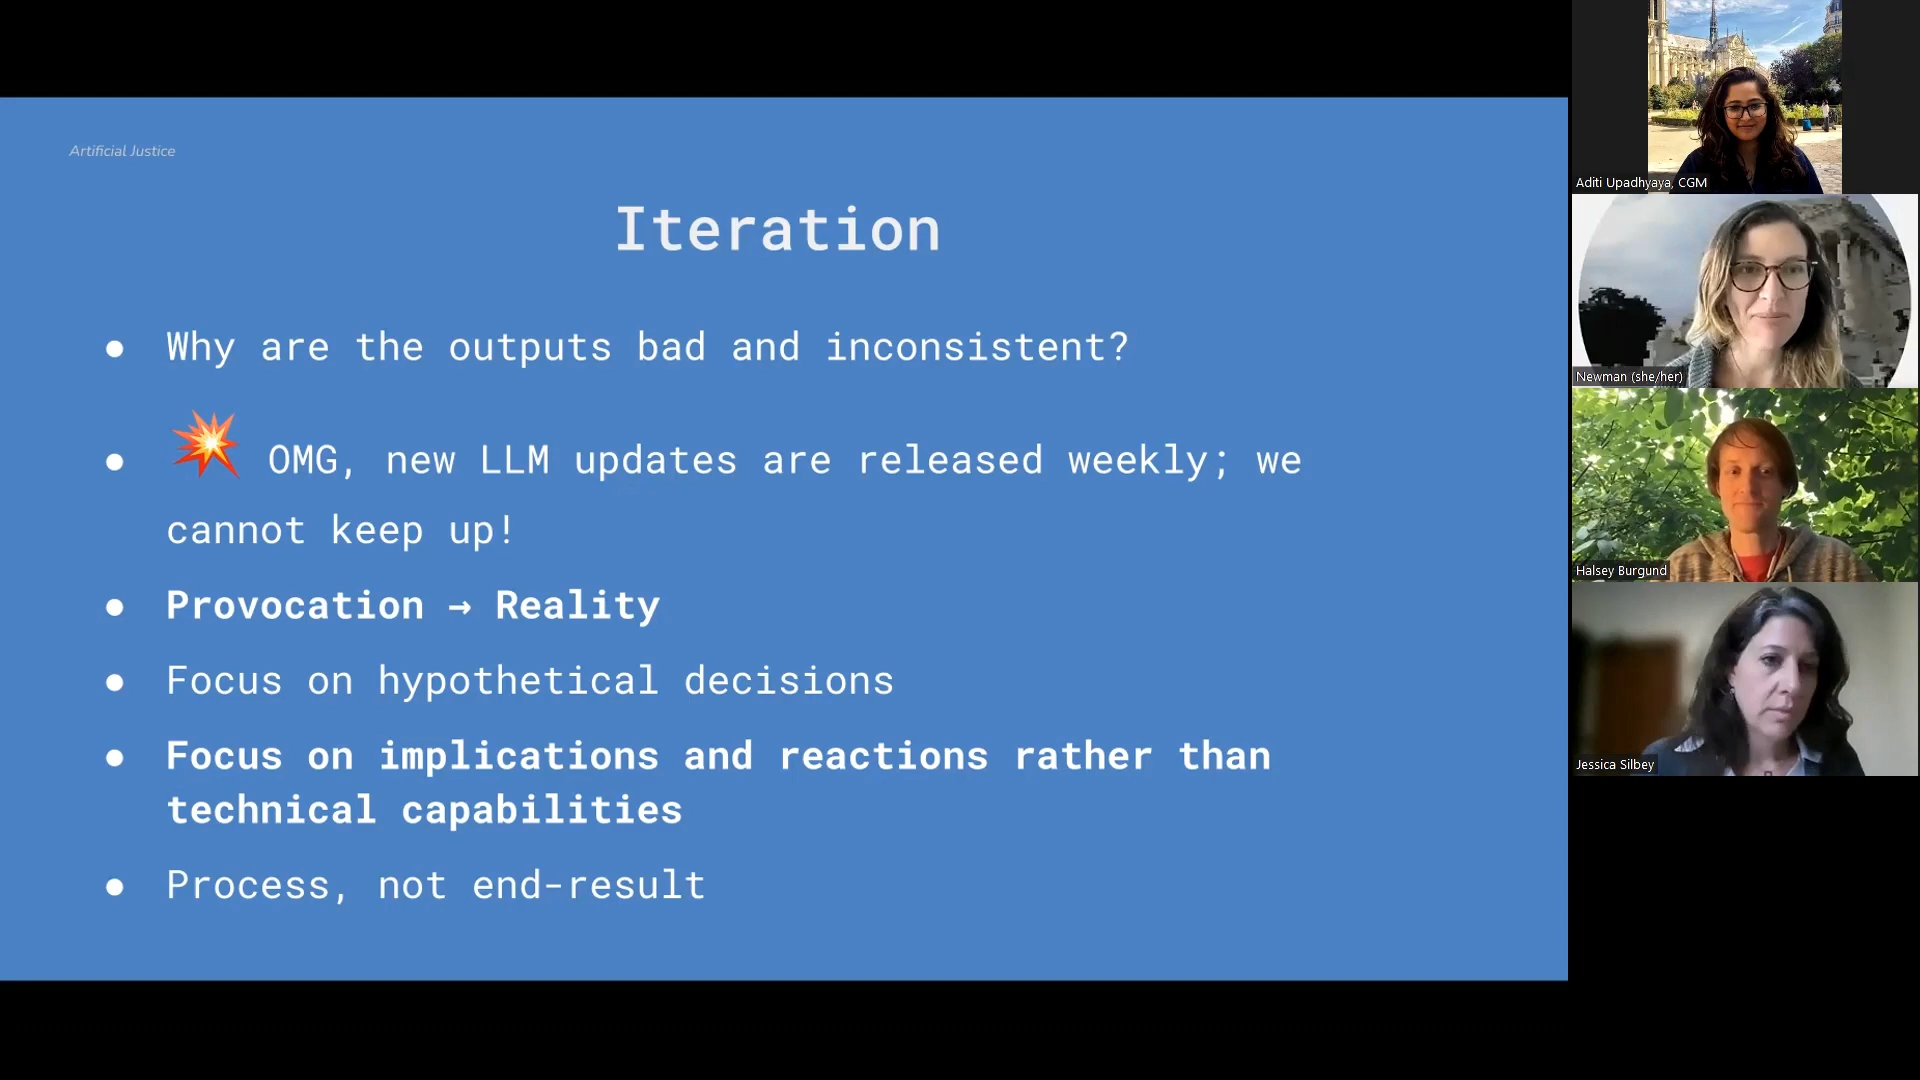 Artificial Justice
Iteration
● Why are the outputs bad and inconsistent?
● 💥 OMG, new LLM updates are released weekly; we
cannot keep up!
● Provocation → Reality
● Focus on hypothetical decisions
● Focus on implications and reactions rather than
technical capabilities
● Process, not end-result
Aditi Upadhyaya, CGM
Newman (she/her)
Halsey Burgund
Jessica Silbey